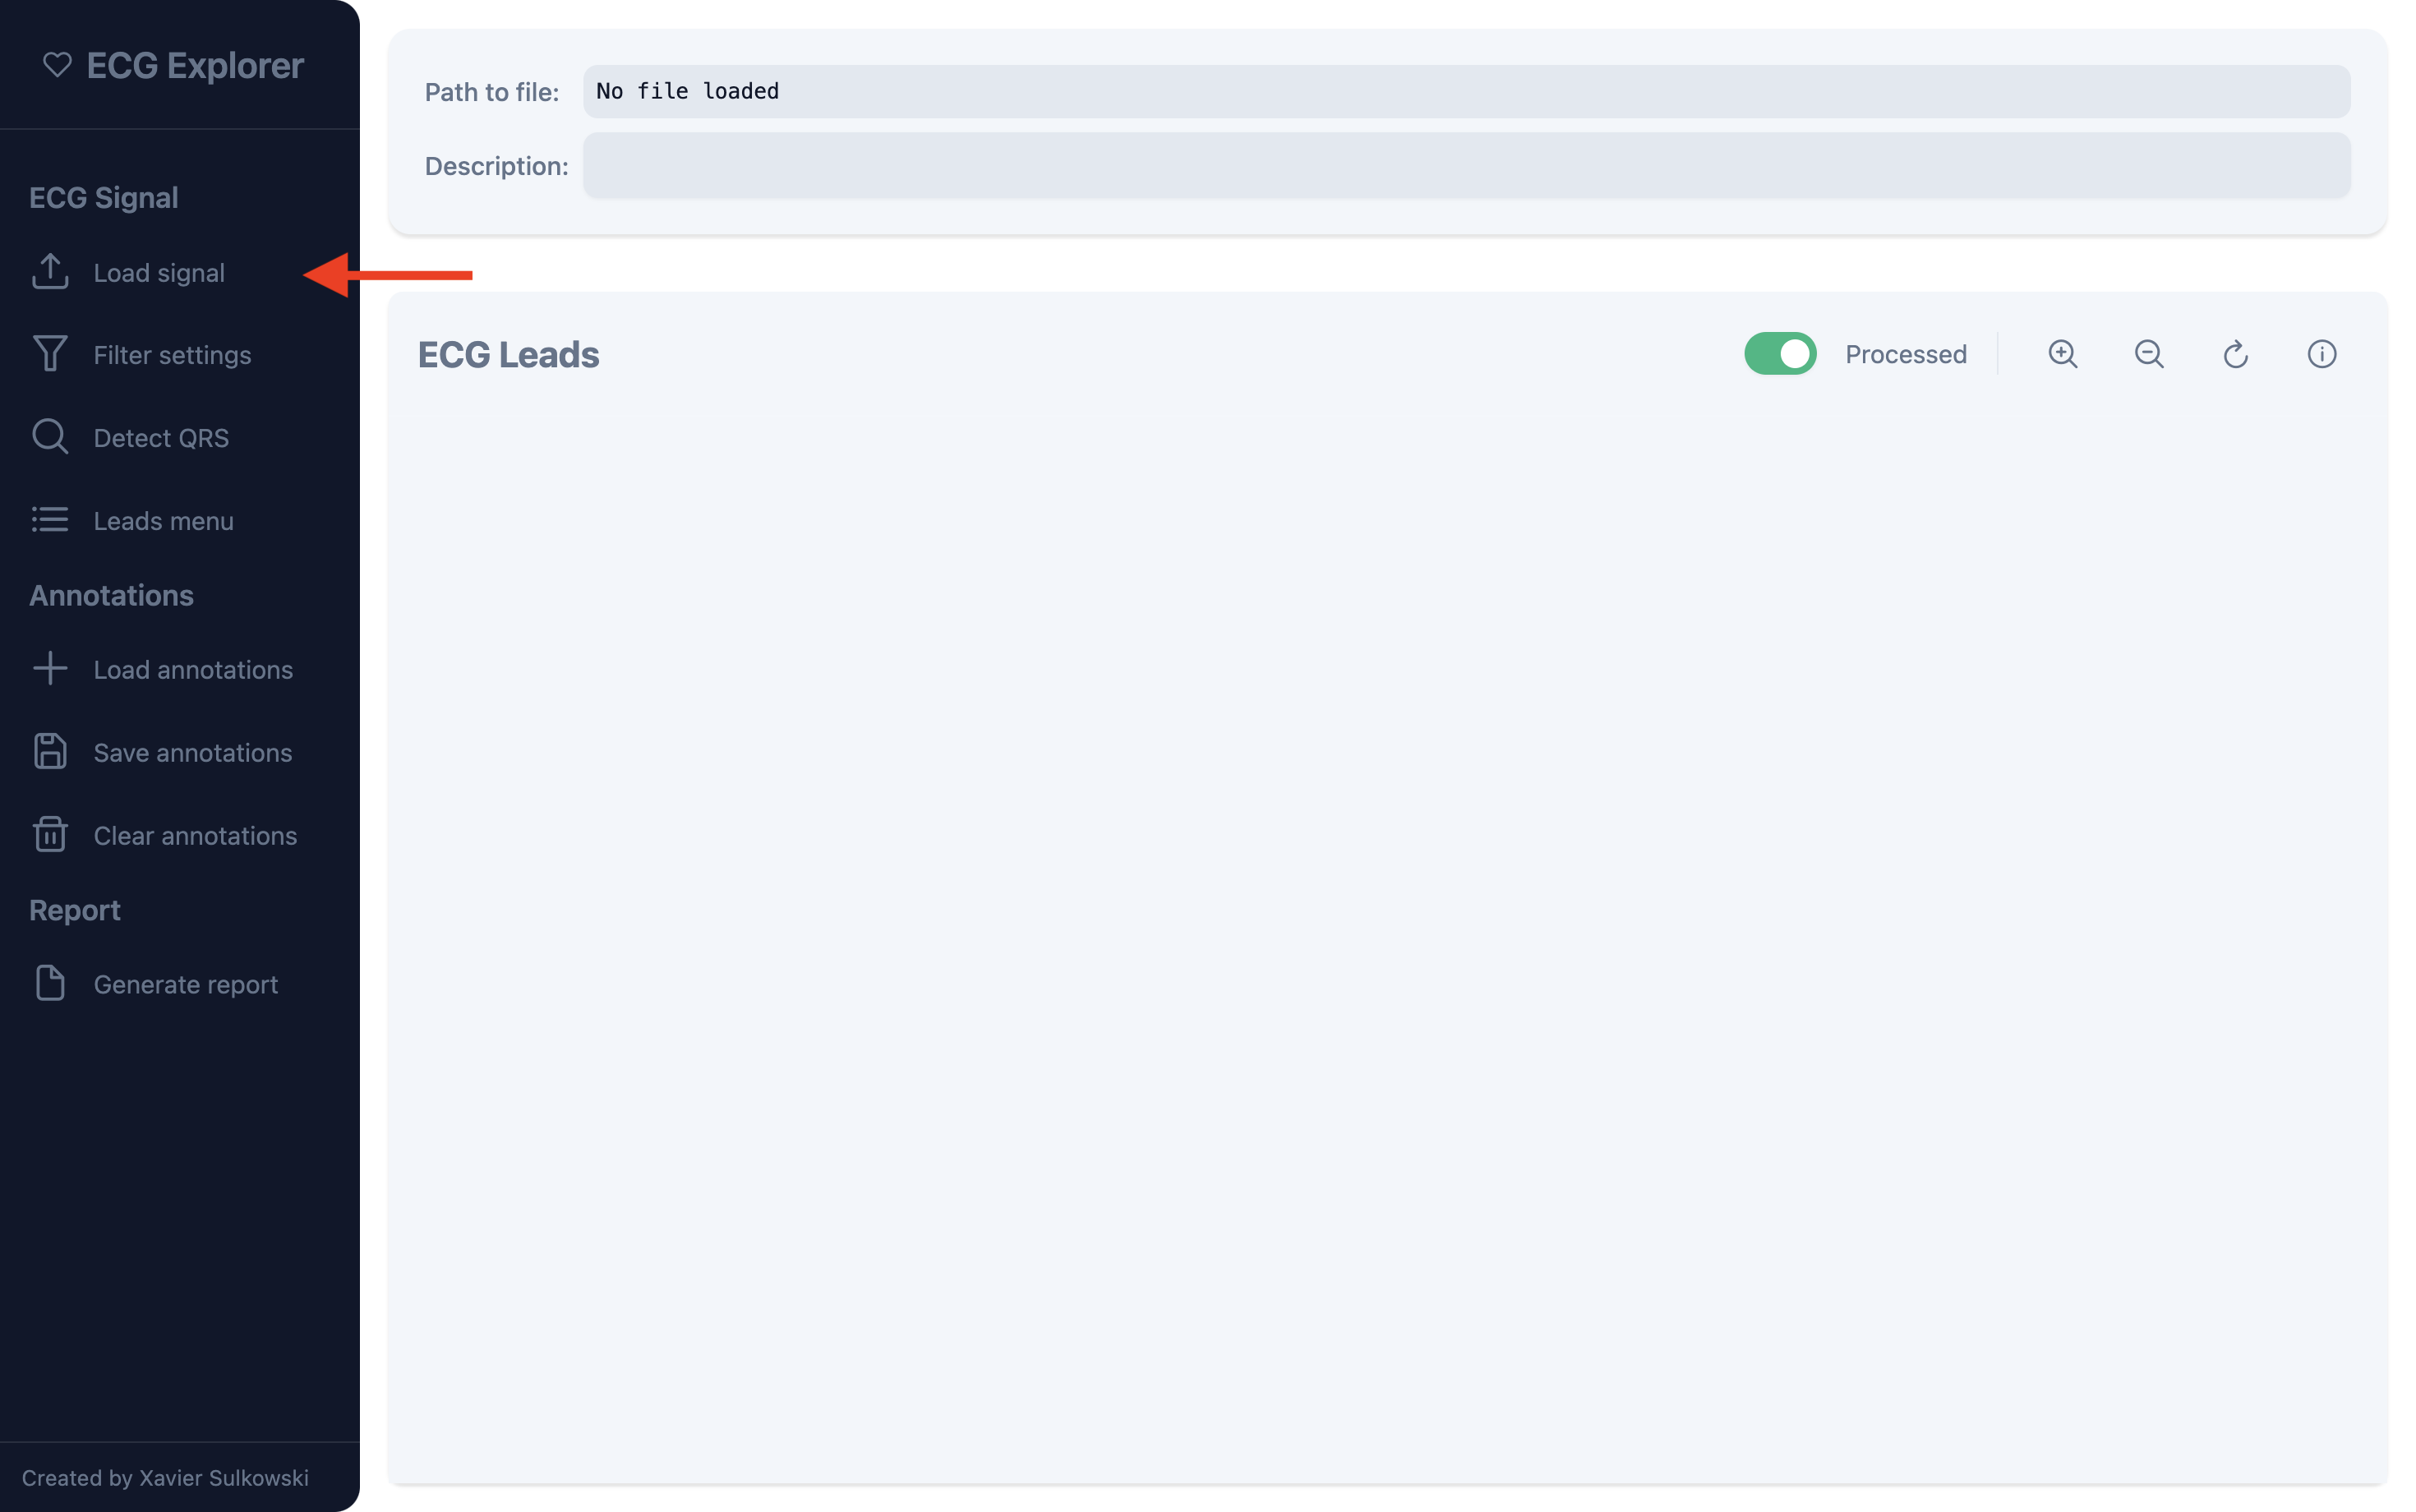 ECG Explorer
ECG Signal
Load signal
Filter settings
Detect QRS
Leads menu
Annotations
Load annotations
Save annotations
Clear annotations
Report
Generate report
Created by Xavier Sulkowski
Path to file: No file loaded
Description:
ECG Leads
Processed